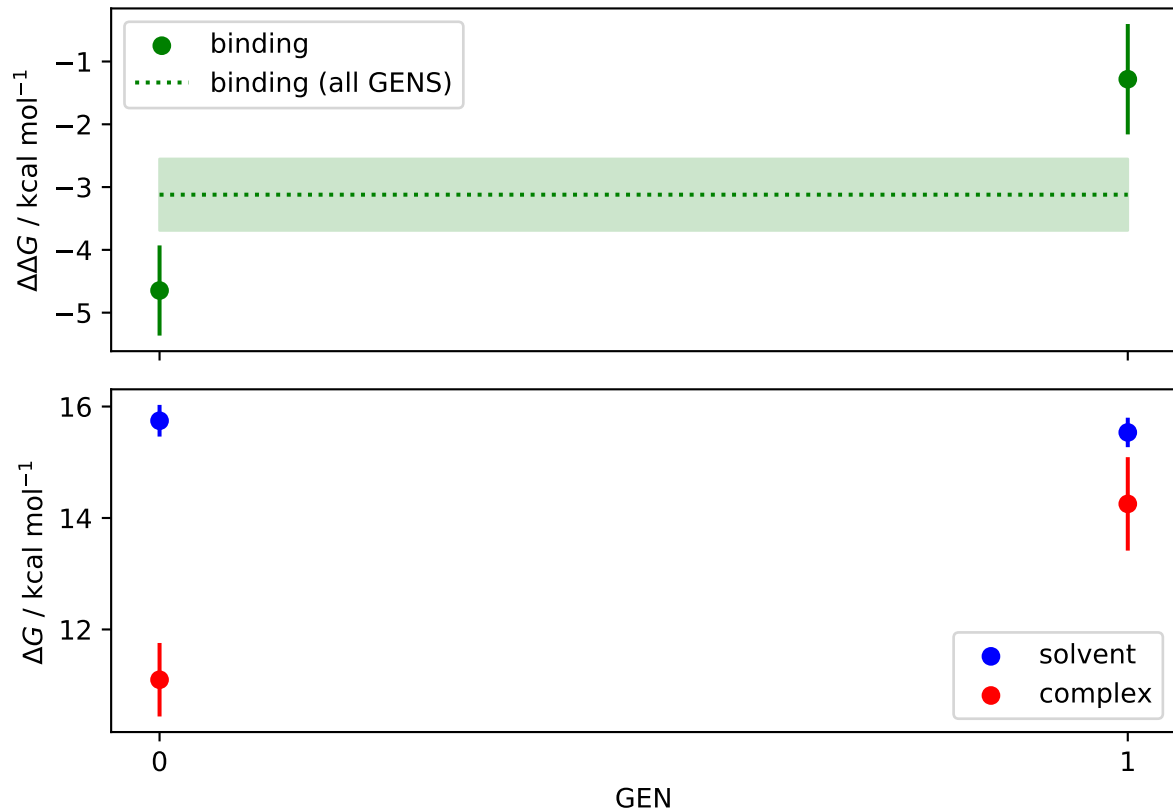 binding
binding (all GENS)
ΔΔG / kcal mol⁻¹
−1
−2
−3
−4
−5
ΔG / kcal mol⁻¹
16
14
12
solvent
complex
0
1
GEN